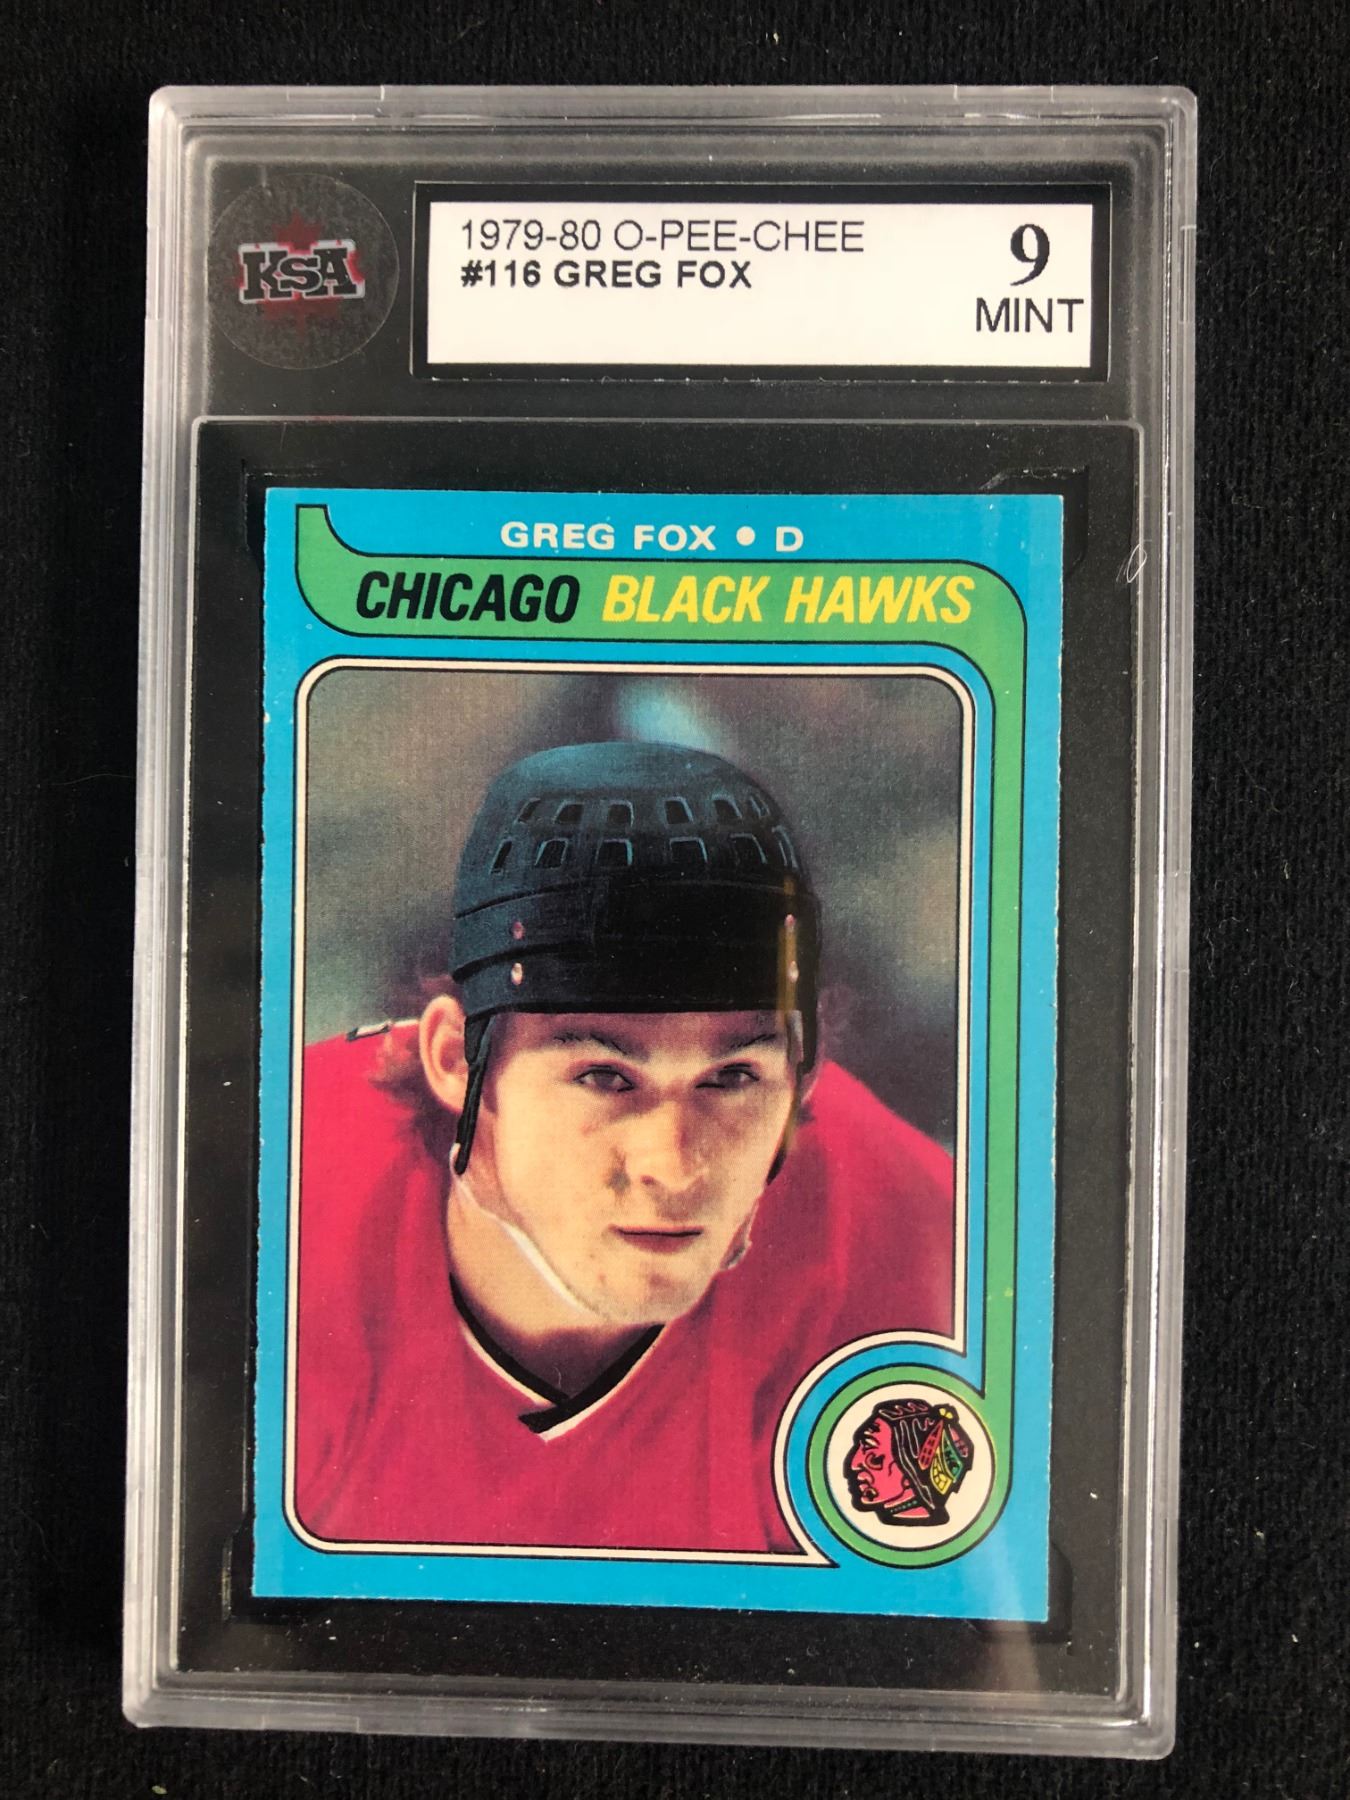 KSA
1979-80 O-PEE-CHEE
#116 GREG FOX
9
MINT
GREG FOX • D
CHICAGO BLACK HAWKS